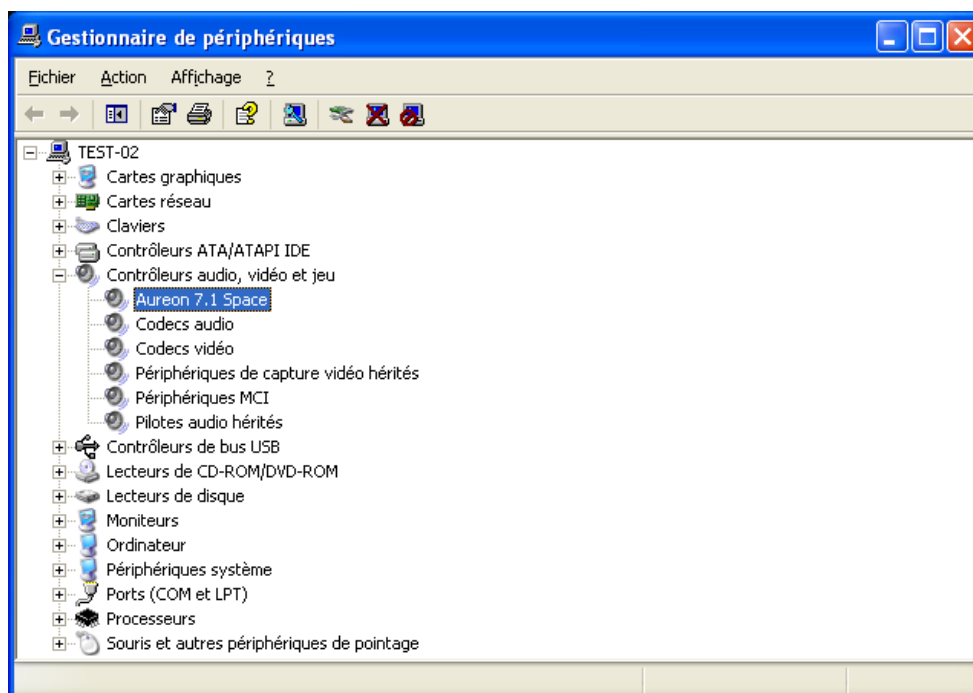 Gestionnaire de périphériques
Fichier Action Affichage ?
TEST-02
Cartes graphiques
Cartes réseau
Claviers
Contrôleurs ATA/ATAPI IDE
Contrôleurs audio, vidéo et jeu
Aureon 7.1 Space
Codecs audio
Codecs vidéo
Périphériques de capture vidéo hérités
Périphériques MCI
Pilotes audio hérités
Contrôleurs de bus USB
Lecteurs de CD-ROM/DVD-ROM
Lecteurs de disque
Moniteurs
Ordinateur
Périphériques système
Ports (COM et LPT)
Processeurs
Souris et autres périphériques de pointage